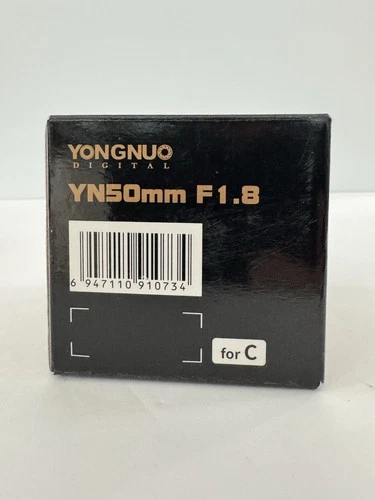 YONGNUO
DIGITAL
YN50mm F1.8
6 947110 910734
for C